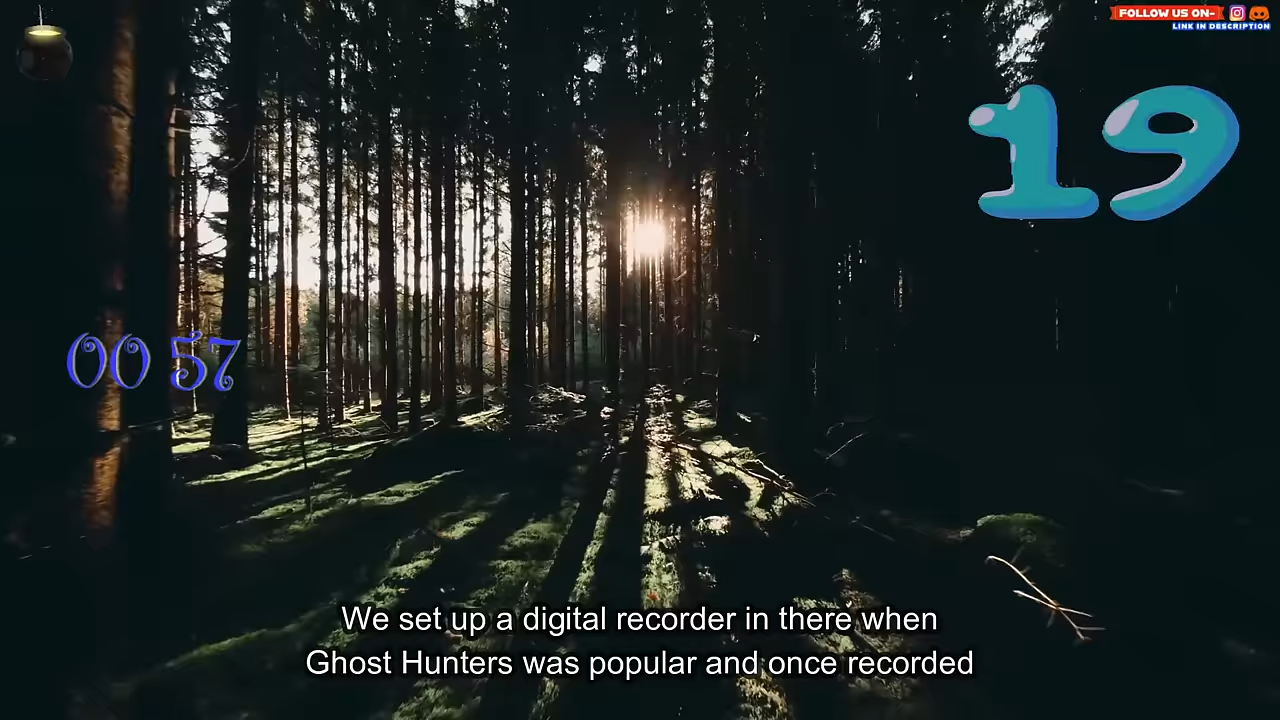 FOLLOW US ON-
LINK IN DESCRIPTION
19
00 57
We set up a digital recorder in there when
Ghost Hunters was popular and once recorded